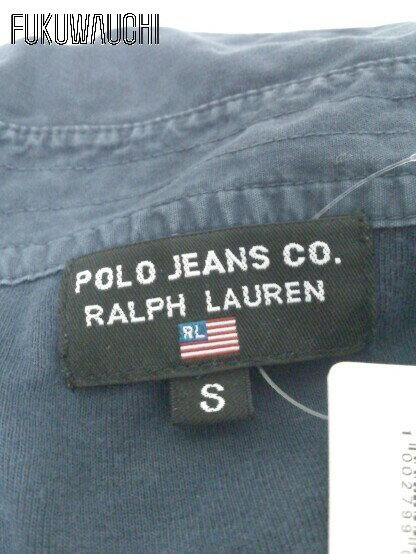 FUKUWAUCHI
POLO JEANS CO.
RALPH LAUREN
RL
S